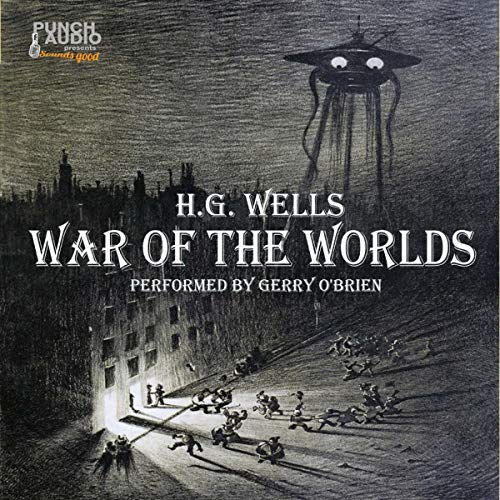 PUNCH
AUDIO
presents
Sounds good
H.G. WELLS
WAR OF THE WORLDS
PERFORMED BY GERRY O'BRIEN